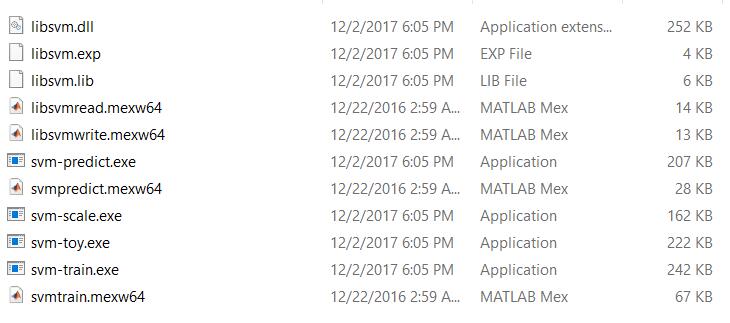 libsvm.dll 12/2/2017 6:05 PM Application extens... 252 KB
libsvm.exp 12/2/2017 6:05 PM EXP File 4 KB
libsvm.lib 12/2/2017 6:05 PM LIB File 6 KB
libsvmread.mexw64 12/22/2016 2:59 A... MATLAB Mex 14 KB
libsvmwrite.mexw64 12/22/2016 2:59 A... MATLAB Mex 13 KB
svm-predict.exe 12/2/2017 6:05 PM Application 207 KB
svmpredict.mexw64 12/22/2016 2:59 A... MATLAB Mex 28 KB
svm-scale.exe 12/2/2017 6:05 PM Application 162 KB
svm-toy.exe 12/2/2017 6:05 PM Application 222 KB
svm-train.exe 12/2/2017 6:05 PM Application 242 KB
svmtrain.mexw64 12/22/2016 2:59 A... MATLAB Mex 67 KB